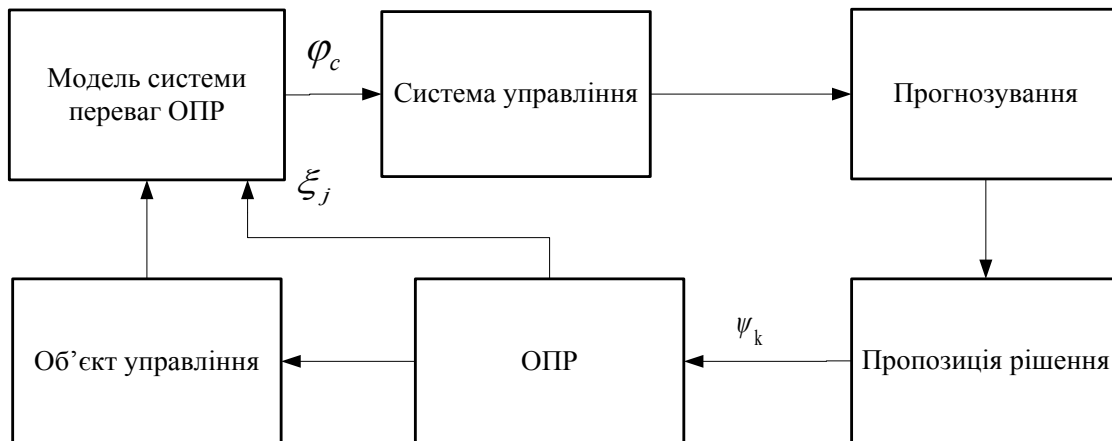 Модель системи
переваг ОПР
φc
Система управління
Прогнозування
ξj
Об’єкт управління
ОПР
ψk
Пропозиція рішення